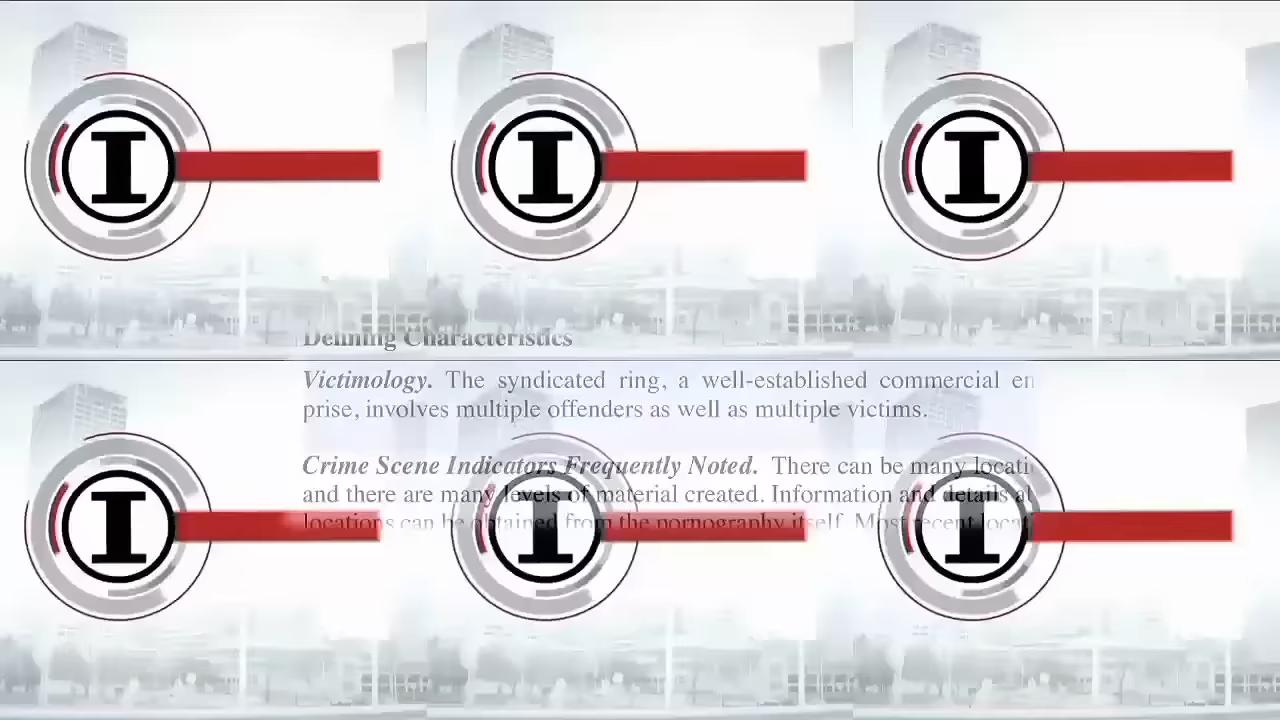 I I I
Defining Characteristics
Victimology. The syndicated ring, a well-established commercial en
prise, involves multiple offenders as well as multiple victims.
Crime Scene Indicators Frequently Noted. There can be many locati
and there are many levels of material created. Information and details a
locations can be obtained from the pornography itself. Most recent locat
I I I